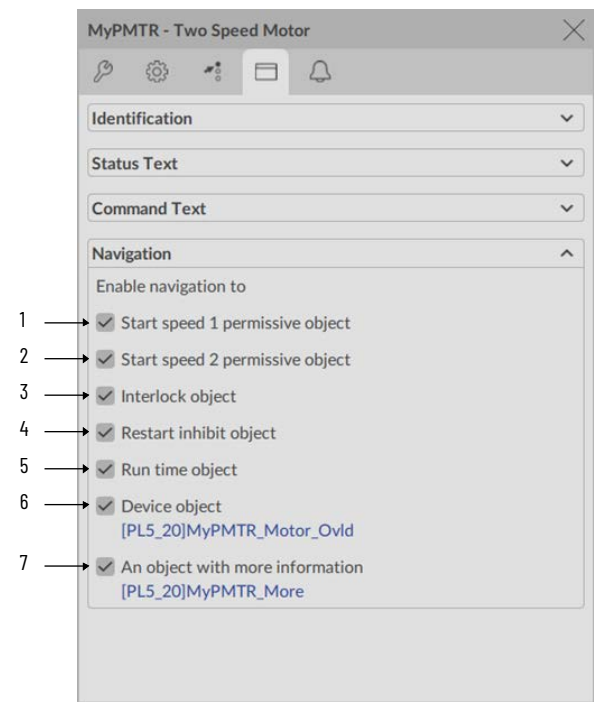 MyPMTR - Two Speed Motor
Identification
Status Text
Command Text
Navigation
Enable navigation to
1 Start speed 1 permissive object
2 Start speed 2 permissive object
3 Interlock object
4 Restart inhibit object
5 Run time object
6 Device object
[PL5_20]MyPMTR_Motor_Ovld
7 An object with more information
[PL5_20]MyPMTR_More